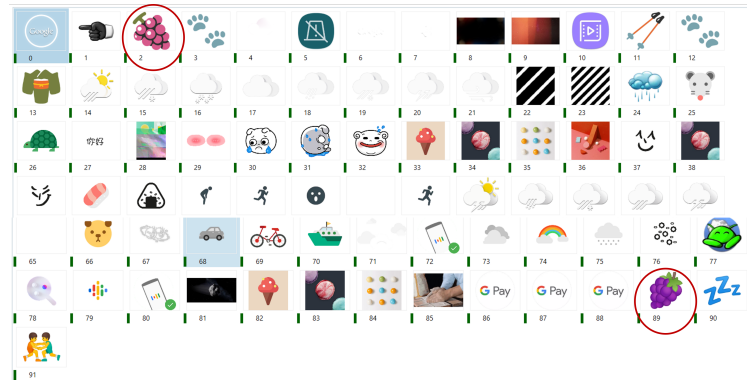 Google
0 1 2 3 4 5 6 7 8 9 10 11 12
13 14 15 16 17 18 19 20 21 22 23 24 25
你好
26 27 28 29 30 31 32 33 34 35 36 37 38
65 66 67 68 69 70 71 72 73 74 75 76 77
G Pay G Pay G Pay ZZZ
78 79 80 81 82 83 84 85 86 87 88 89 90
91